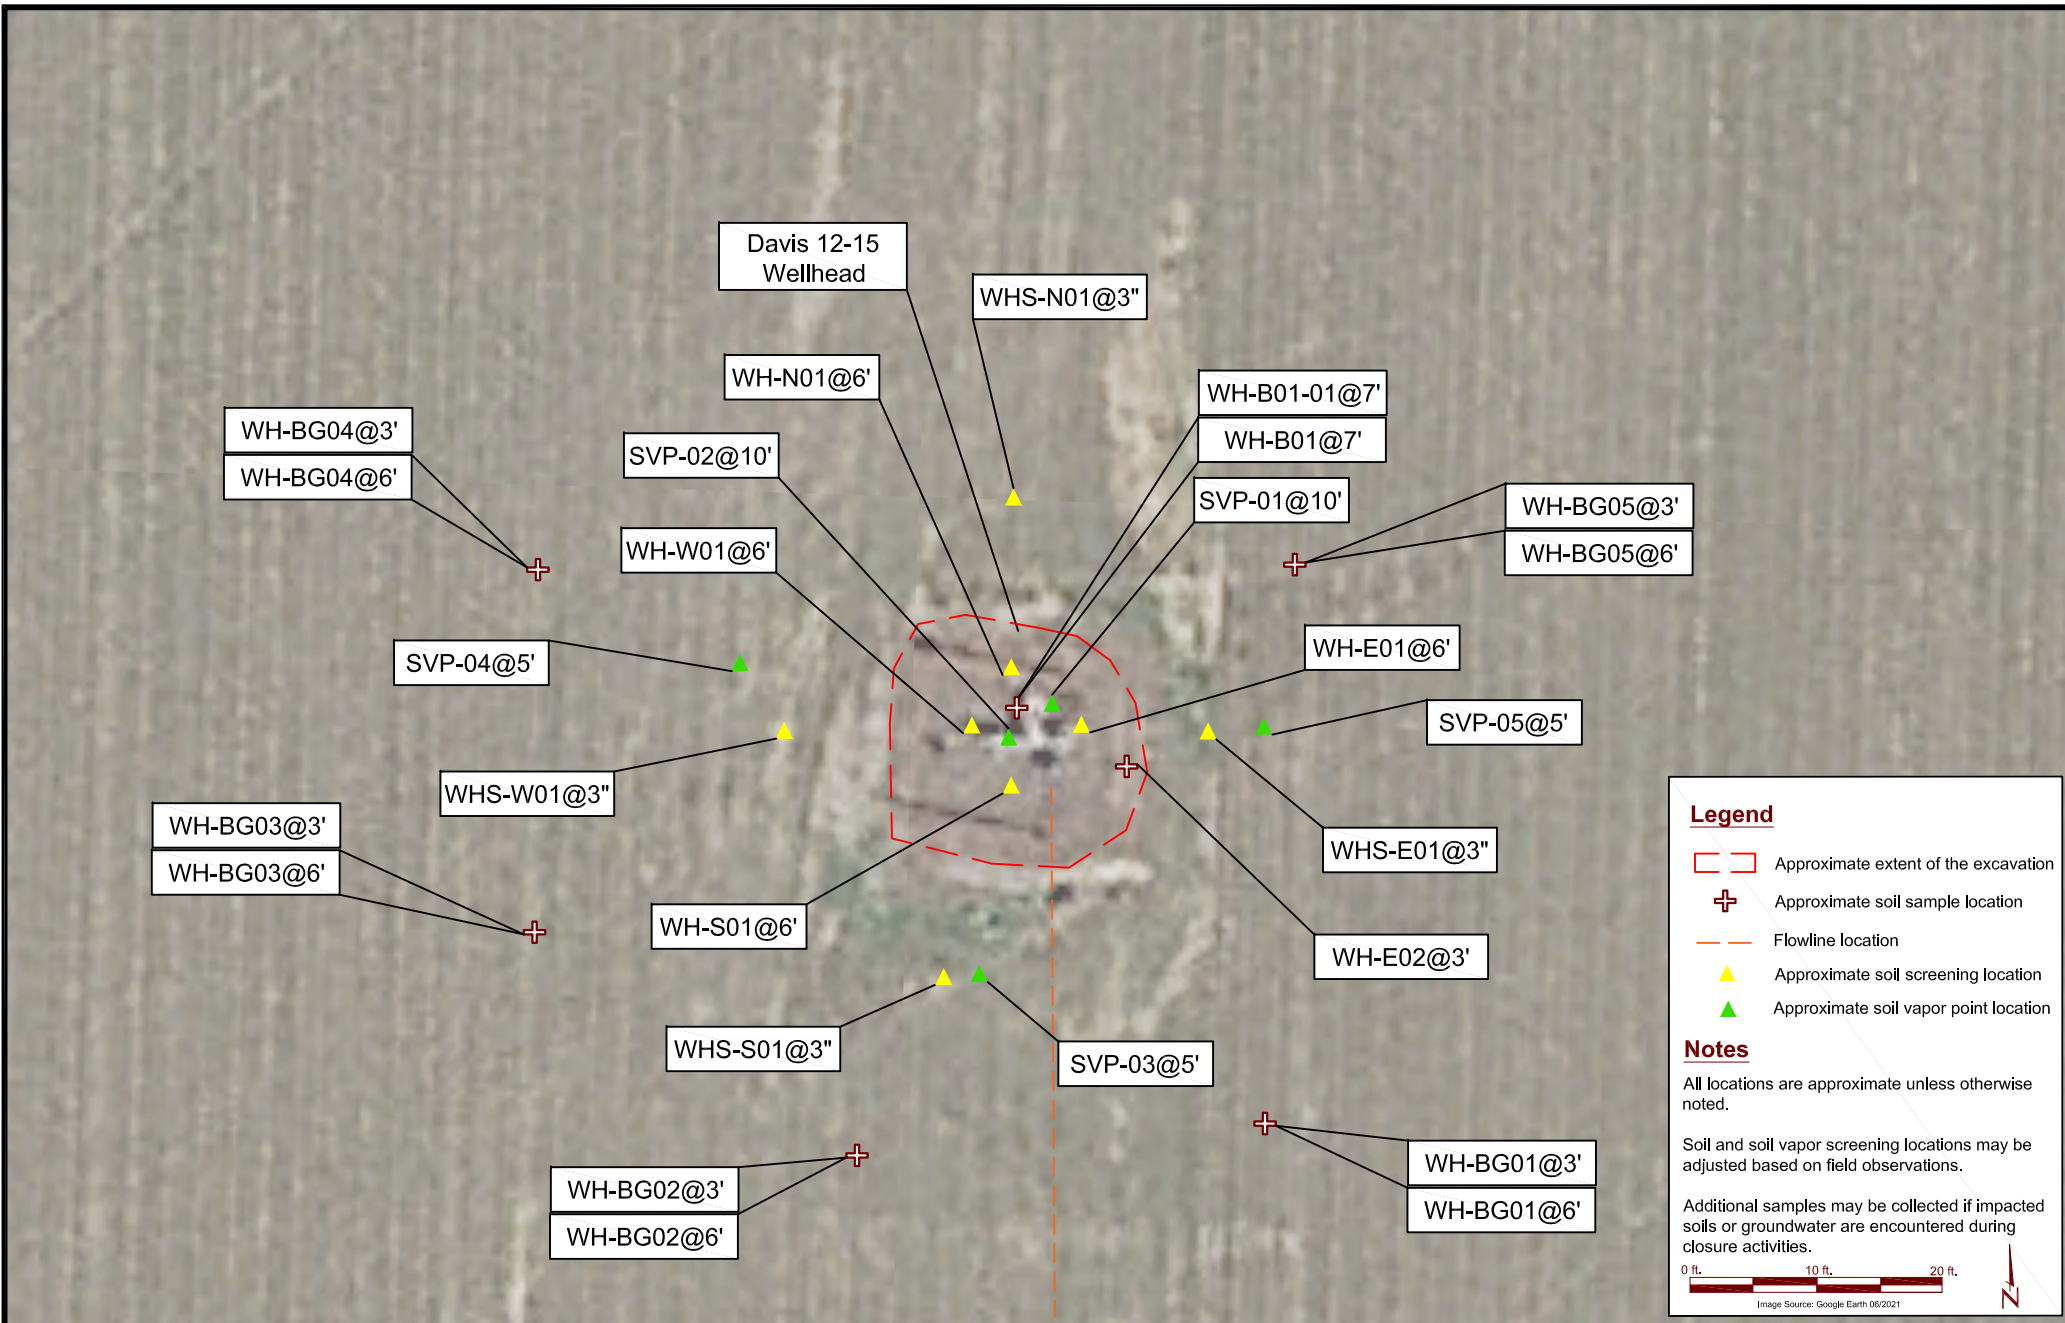 Davis 12-15
Wellhead
WHS-N01@3"
WH-N01@6'
WH-B01-01@7'
WH-B01@7'
WH-BG04@3'
WH-BG04@6'
SVP-02@10'
SVP-01@10'
WH-BG05@3'
WH-BG05@6'
WH-W01@6'
SVP-04@5'
WH-E01@6'
SVP-05@5'
WHS-W01@3"
WH-BG03@3'
WH-BG03@6'
WHS-E01@3"
WH-S01@6'
WH-E02@3'
WHS-S01@3"
SVP-03@5'
WH-BG02@3'
WH-BG02@6'
WH-BG01@3'
WH-BG01@6'
Legend
Approximate extent of the excavation
Approximate soil sample location
Flowline location
Approximate soil screening location
Approximate soil vapor point location
Notes
All locations are approximate unless otherwise
noted.
Soil and soil vapor screening locations may be
adjusted based on field observations.
Additional samples may be collected if impacted
soils or groundwater are encountered during
closure activities.
0 ft. 10 ft. 20 ft.
Image Source: Google Earth 06/2021
N